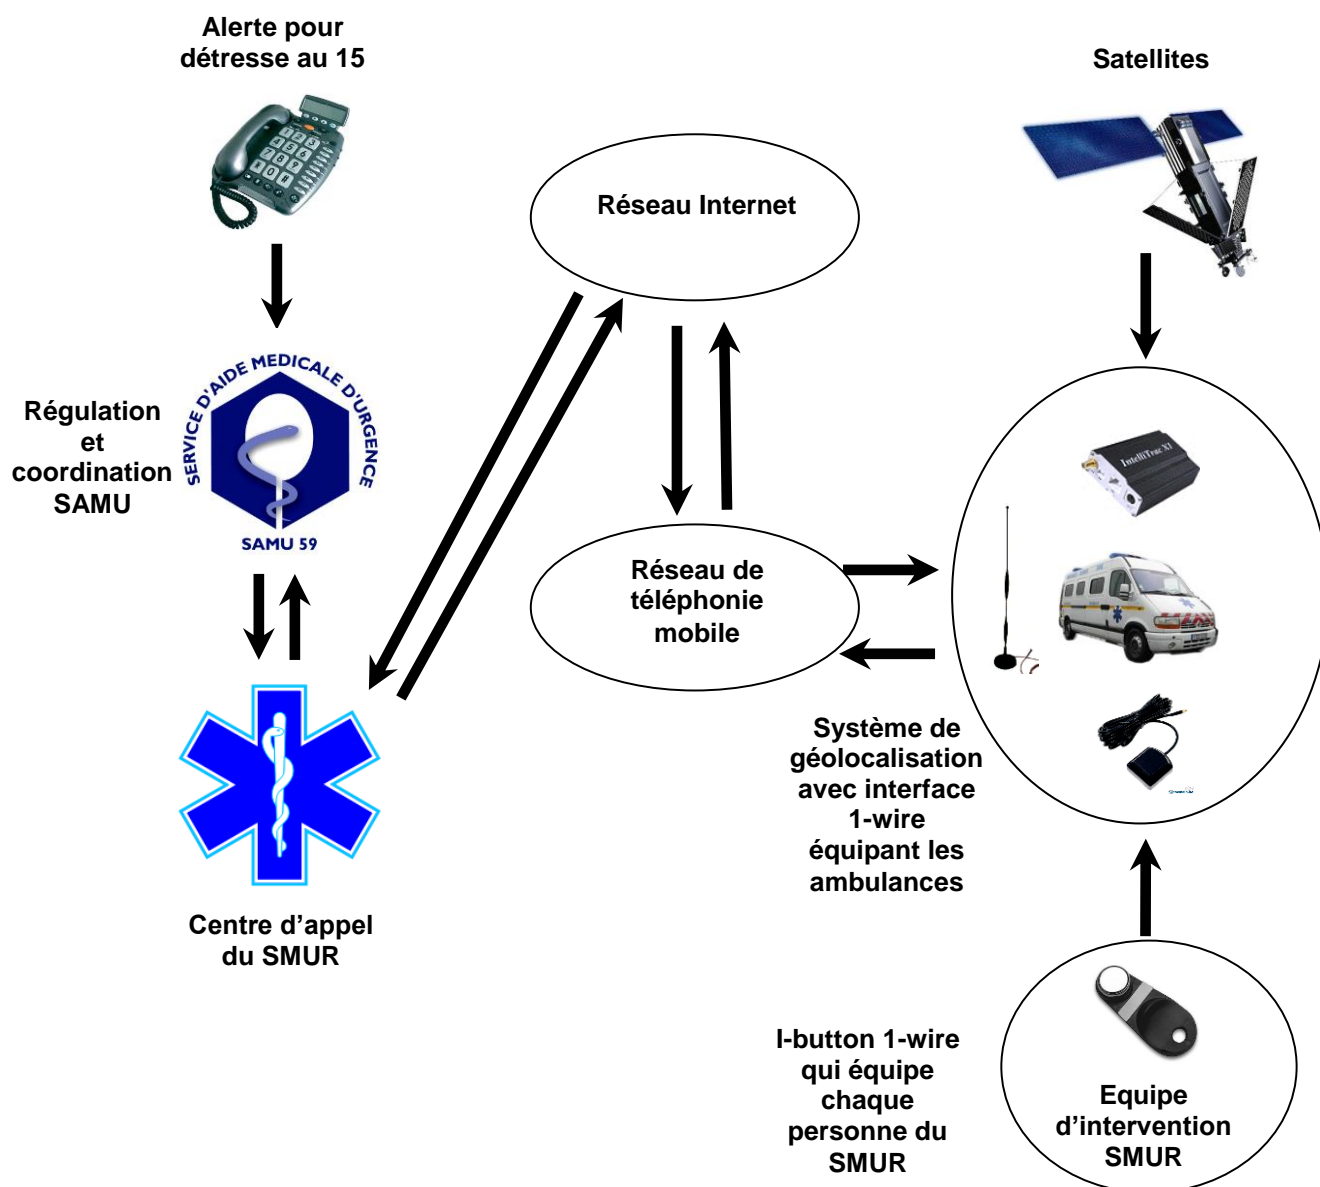 Alerte pour
détresse au 15
Satellites
Réseau Internet
SERVICE D'AIDE MEDICALE D'URGENCE
SAMU 59
Régulation
et
coordination
SAMU
IntelliTrac X1
Réseau de
téléphonie
mobile
Système de
géolocalisation
avec interface
1-wire
équipant les
ambulances
Centre d'appel
du SMUR
I-button 1-wire
qui équipe
chaque
personne du
SMUR
Equipe
d'intervention
SMUR